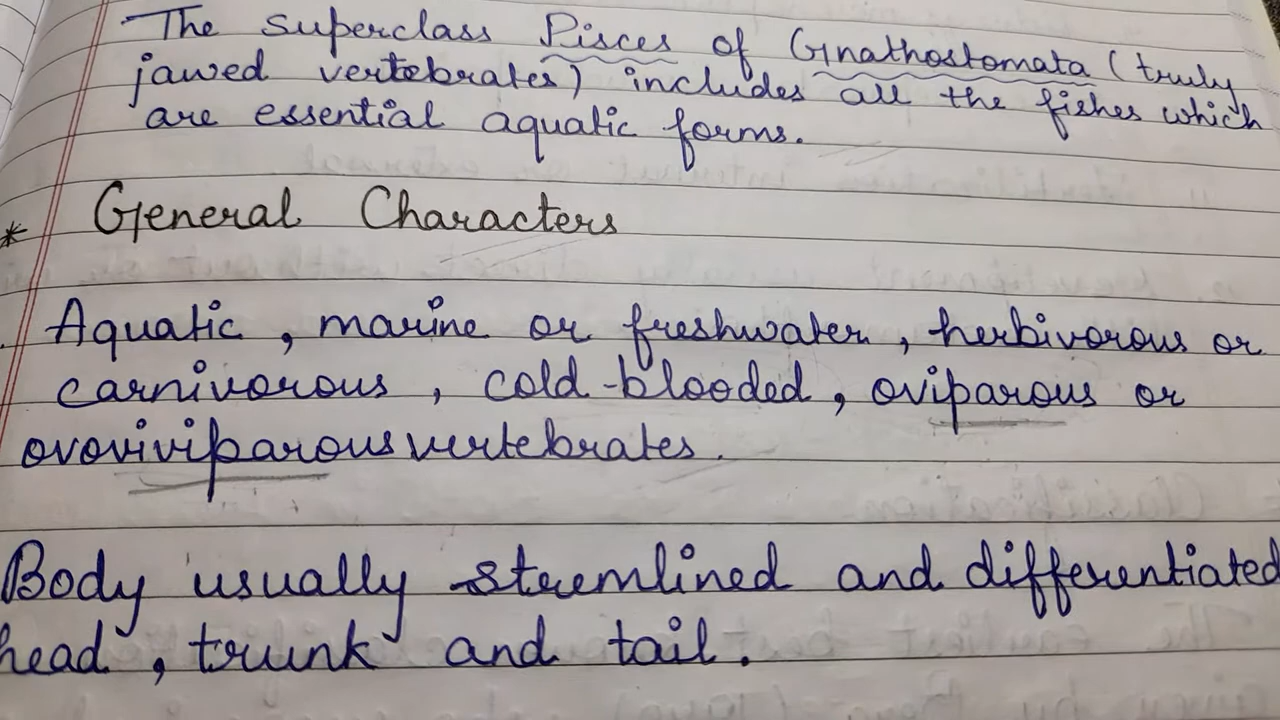 The superclass Pisces of Gnathostomata (truly
jawed vertebrates) includes all the fishes which
are essential aquatic forms.
* General Characters
Aquatic, marine or freshwater, herbivorous or
carnivorous, cold-blooded, oviparous or
ovoviviparous vertebrates.
Body usually stremlined and differentiated
head, trunk and tail.